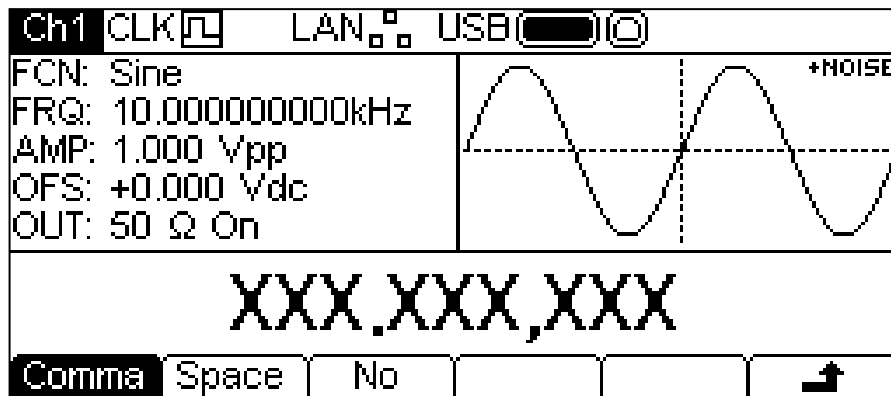 Ch1 CLK LAN USB
FCN: Sine
+NOISE
FRQ: 10.000000000kHz
AMP: 1.000 Vpp
OFS: +0.000 Vdc
OUT: 50 Ω On
XXX.XXX,XXX
Comma Space No